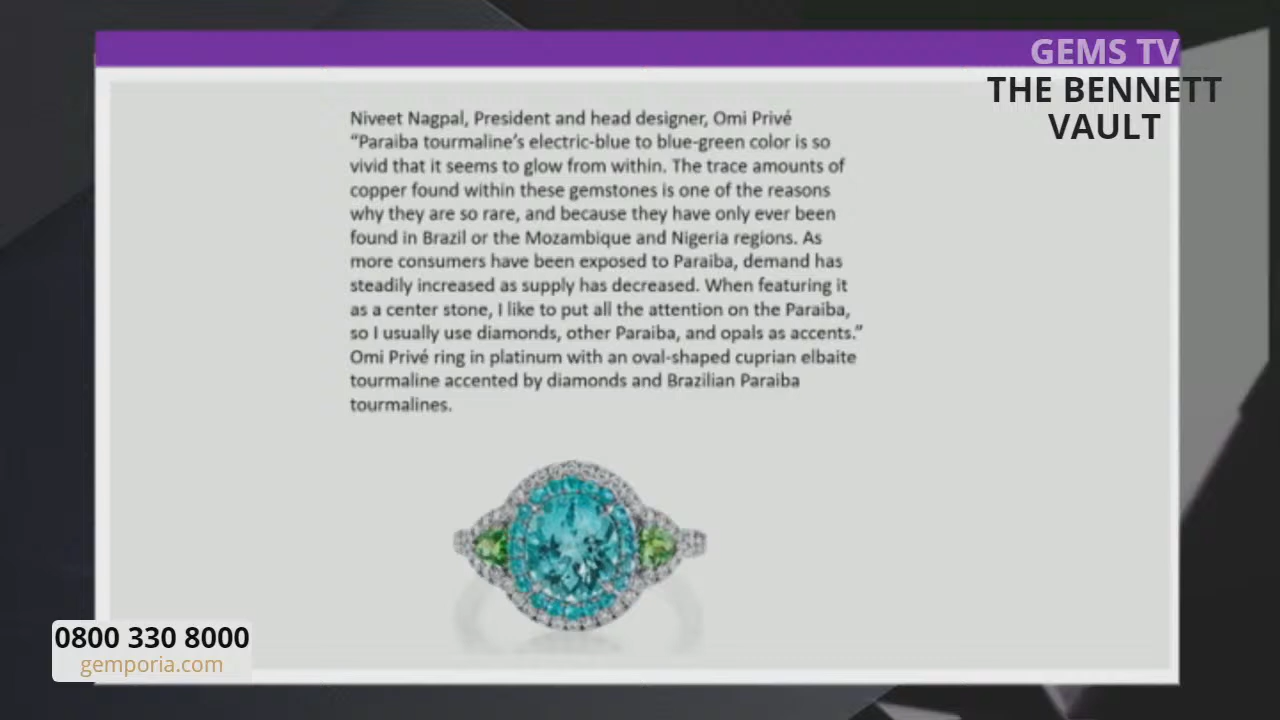 GEMS TV
THE BENNETT
VAULT
Niveet Nagpal, President and head designer, Omi Privé
“Paraiba tourmaline’s electric-blue to blue-green color is so
vivid that it seems to glow from within. The trace amounts of
copper found within these gemstones is one of the reasons
why they are so rare, and because they have only ever been
found in Brazil or the Mozambique and Nigeria regions. As
more consumers have been exposed to Paraiba, demand has
steadily increased as supply has decreased. When featuring it
as a center stone, I like to put all the attention on the Paraiba,
so I usually use diamonds, other Paraiba, and opals as accents.”
Omi Privé ring in platinum with an oval-shaped cuprian elbaite
tourmaline accented by diamonds and Brazilian Paraiba
tourmalines.
0800 330 8000
gemporia.com